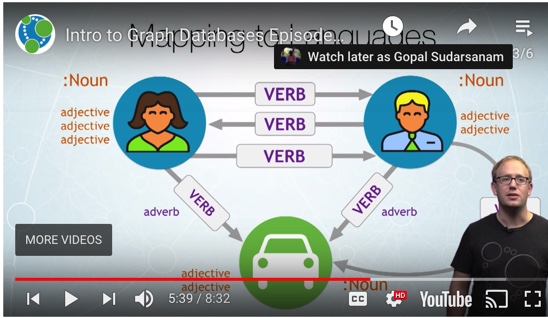 Mapping to Languages
Intro to Graph Databases Episode...
3/6
Watch later as Gopal Sudarsanam
:Noun
:Noun
VERB
adjective
adjective
adjective
adjective
adjective
VERB
VERB
VERB
VERB
adverb
adverb
MORE VIDEOS
adjective
adjective
:Noun
5:39 / 8:32
CC
HD
YouTube